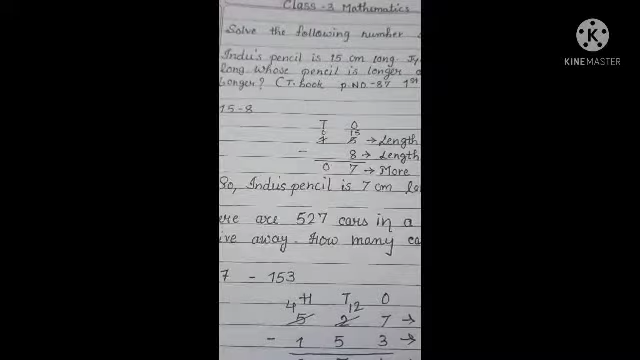 Class-3 Mathematics
Solve the following number
Indu's pencil is 15 cm long
long whose pencil is longer
longer? (T.book p.NO-87 1st
15-8
T O
0 15
1 5 → Length
- 8 → Length
0 7 → More
So, Indu's pencil is 7 cm
are 527 cars in a
away. How many
7 - 153
H T O
4 12
5 2 7 →
- 1 5 3 →
K
KINEMASTER